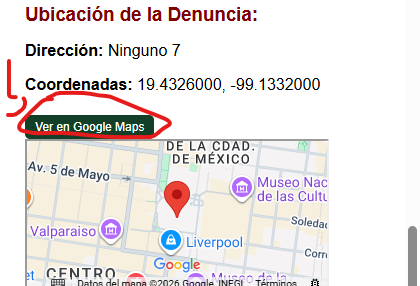 Ubicación de la Denuncia:
Dirección: Ninguno 7
Coordenadas: 19.4326000, -99.1332000
Ver en Google Maps
DE LA CDAD.
DE MÉXICO
Av. 5 de Mayo
Museo Nac
de las Cultu
Soledad
Valparaiso
Liverpool
Google
CENTRO
Museo de la
Datos del mapa ©2026 Google, INEGI
Términos